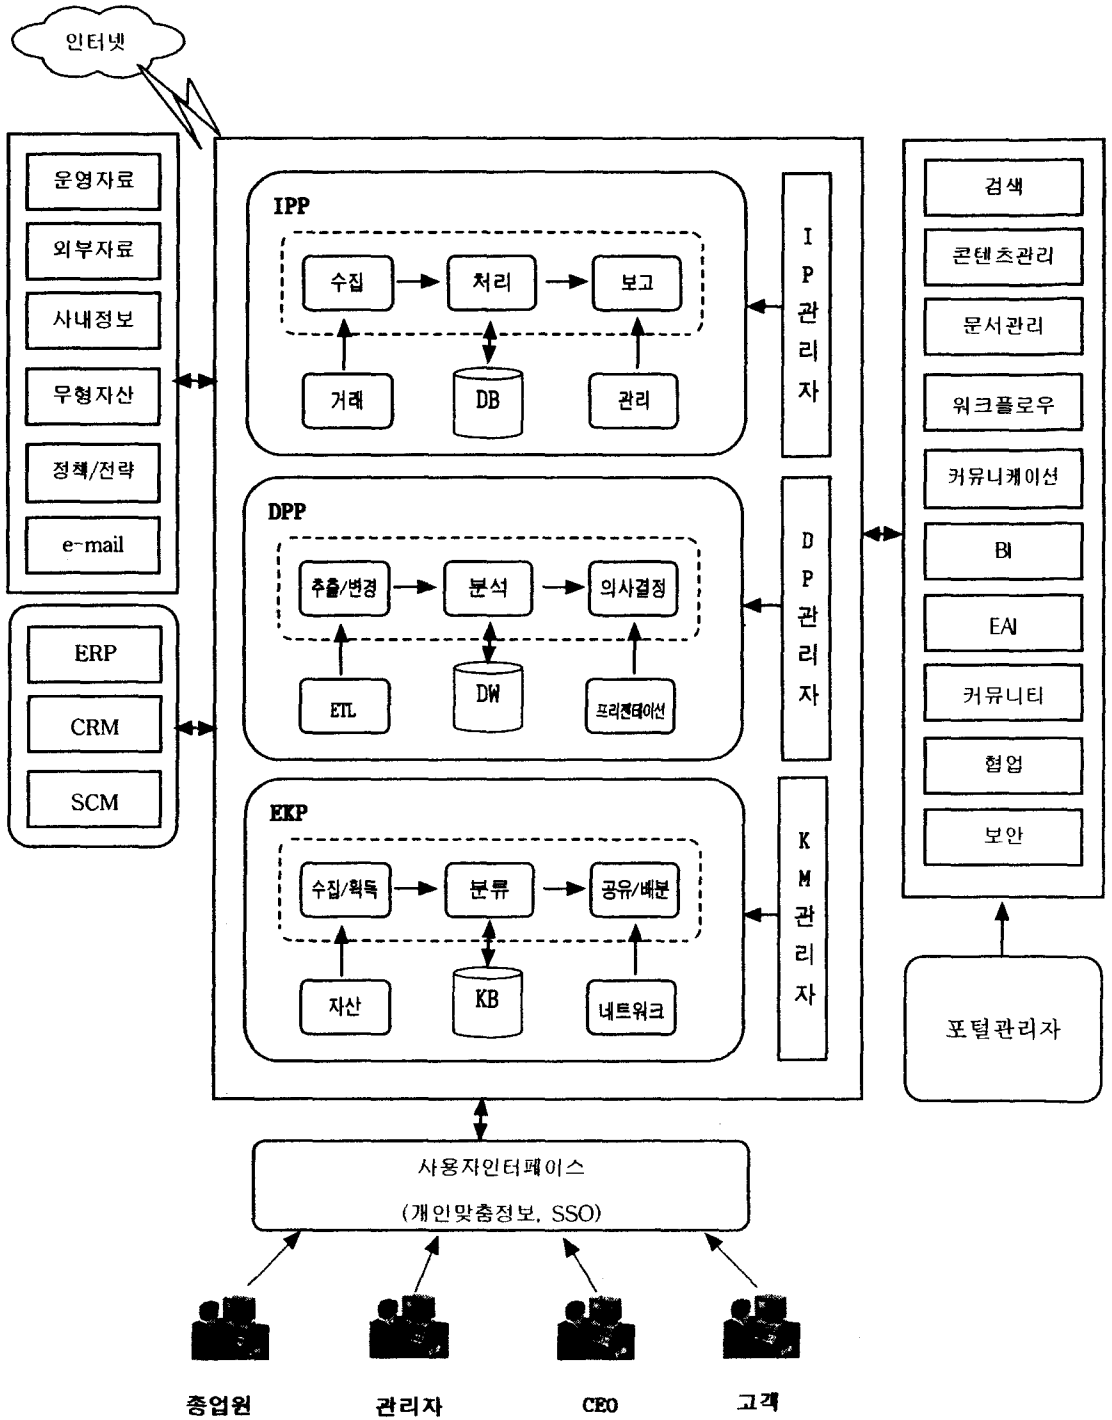 인터넷
운영자료
외부자료
사내정보
무형자산
정책/전략
e-mail
ERP
CRM
SCM
IPP
수집
처리
보고
거래
DB
관리
I
P
관
리
자
DPP
추출/변경
분석
의사결정
ETL
DW
프리젠테이션
D
P
관
리
자
EKP
수집/획득
분류
공유/배분
자산
KB
네트워크
K
M
관
리
자
검색
콘텐츠관리
문서관리
워크플로우
커뮤니케이션
BI
EAI
커뮤니티
협업
보안
포털관리자
사용자인터페이스
(개인맞춤정보, SSO)
종업원
관리자
CEO
고객